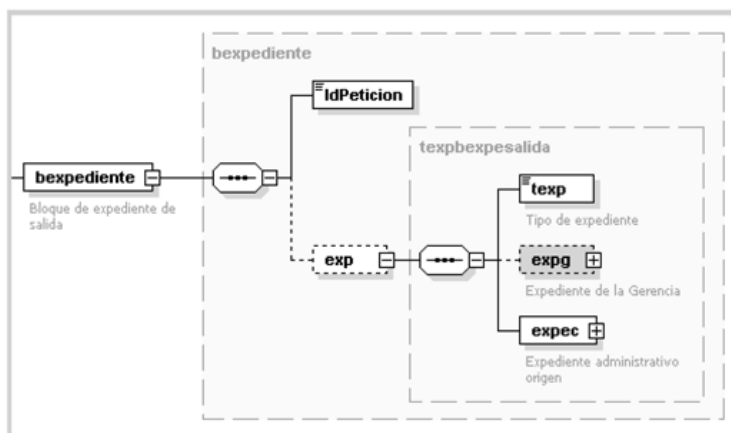 bexpediente
IdPeticion
texpbexpesalida
bexpediente
Bloque de expediente de
salida
texp
Tipo de expediente
exp
expg
Expediente de la Gerencia
expec
Expediente administrativo
origen